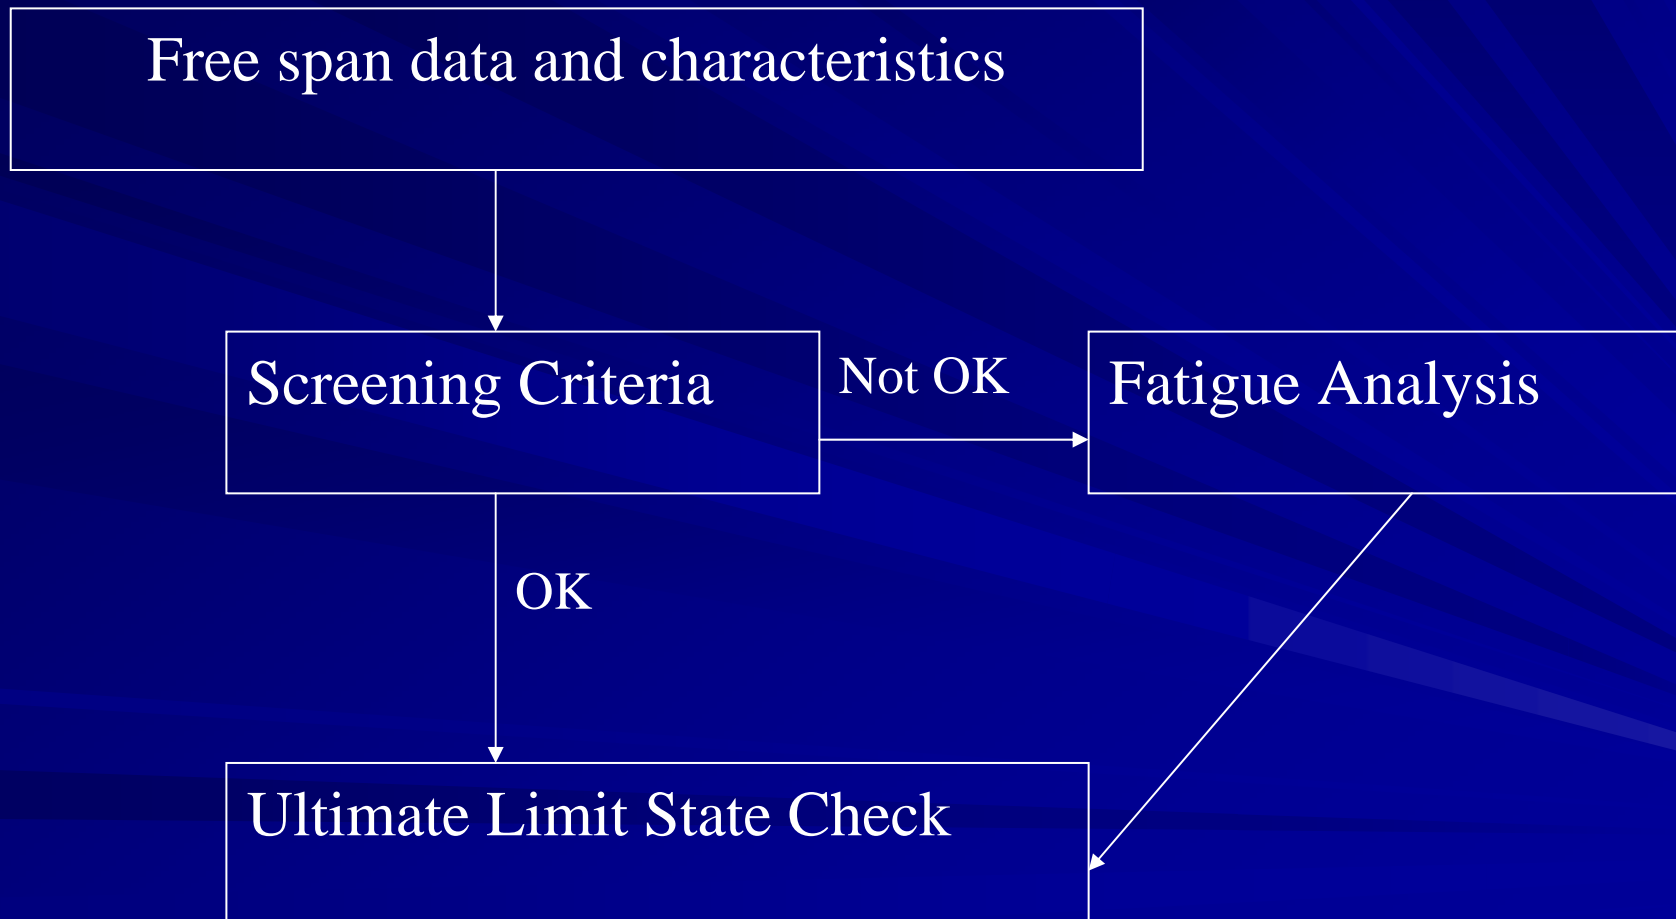 Free span data and characteristics
Screening Criteria
Not OK
Fatigue Analysis
OK
Ultimate Limit State Check